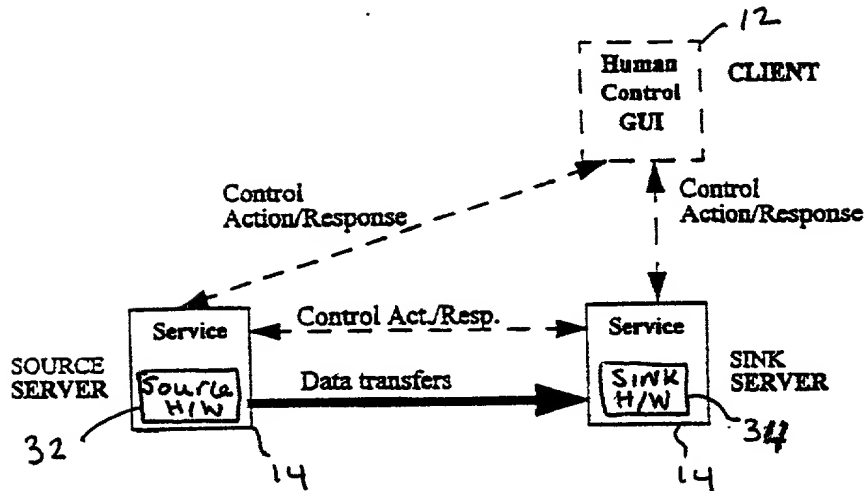 12
Human
Control
GUI
CLIENT
Control
Action/Response
Control
Action/Response
Service
Control Act./Resp.
Service
SOURCE
SERVER
Source
H/W
Data transfers
SINK
H/W
SINK
SERVER
32
14
34
14